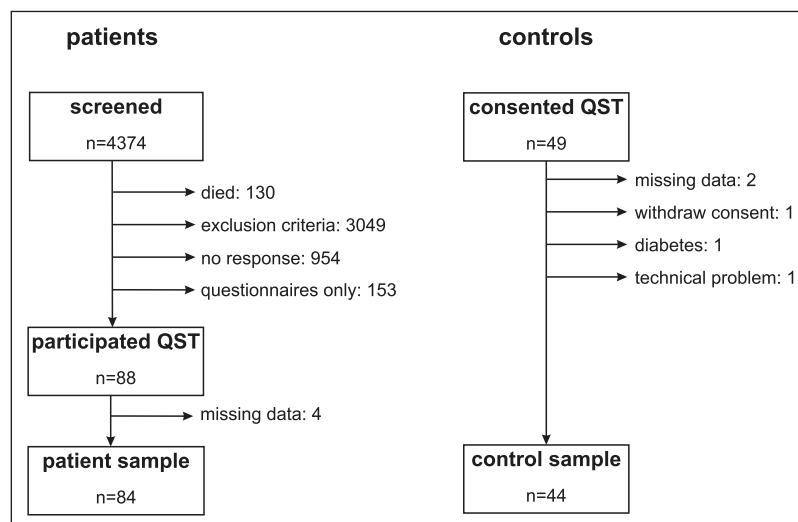 patients
screened
n=4374
died: 130
exclusion criteria: 3049
no response: 954
questionnaires only: 153
participated QST
n=88
missing data: 4
patient sample
n=84
controls
consented QST
n=49
missing data: 2
withdraw consent: 1
diabetes: 1
technical problem: 1
control sample
n=44